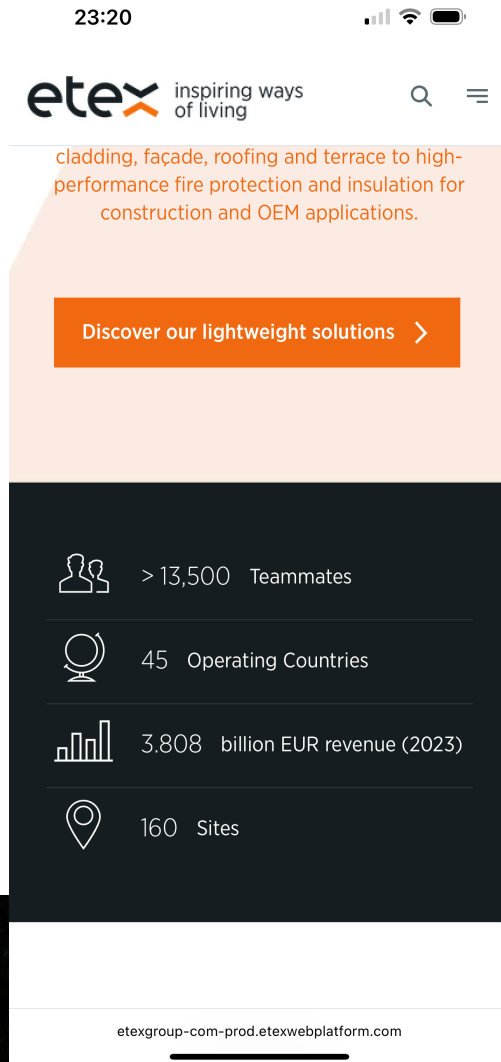 23:20
etex inspiring ways
of living
cladding, façade, roofing and terrace to high-
performance fire protection and insulation for
construction and OEM applications.
Discover our lightweight solutions
> 13,500 Teammates
45 Operating Countries
3.808 billion EUR revenue (2023)
160 Sites
etexgroup-com-prod.etexwebplatform.com